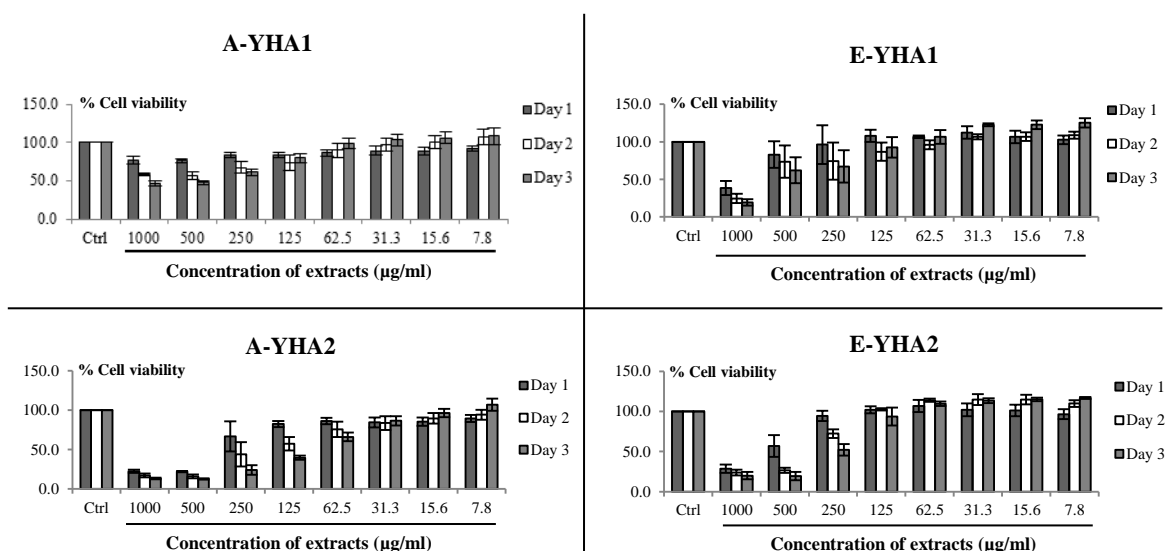 A-YHA1
% Cell viability
150.0
100.0
50.0
0.0
Ctrl 1000 500 250 125 62.5 31.3 15.6 7.8
Concentration of extracts (µg/ml)
Day 1
Day 2
Day 3
E-YHA1
% Cell viability
150.0
100.0
50.0
0.0
Ctrl 1000 500 250 125 62.5 31.3 15.6 7.8
Concentration of extracts (µg/ml)
Day 1
Day 2
Day 3
A-YHA2
% Cell viability
150.0
100.0
50.0
0.0
Ctrl 1000 500 250 125 62.5 31.3 15.6 7.8
Concentration of extracts (µg/ml)
Day 1
Day 2
Day 3
E-YHA2
% Cell viability
150.0
100.0
50.0
0.0
Ctrl 1000 500 250 125 62.5 31.3 15.6 7.8
Concentration of extracts (µg/ml)
Day 1
Day 2
Day 3